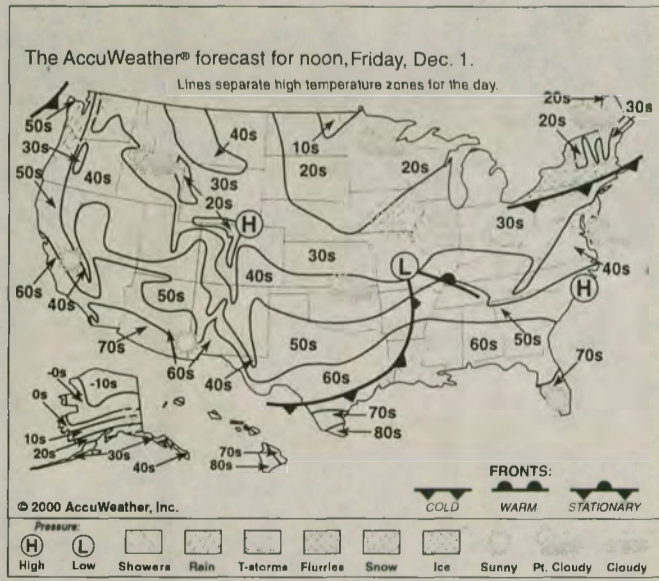 The AccuWeather® forecast for noon, Friday, Dec. 1.
Lines separate high temperature zones for the day.
20s
30s
50s
40s
10s
20s
30s
20s
20s
50s
40s
30s
20s
H
30s
30s
L
40s
60s
40s
40s
H
50s
50s
60s
50s
70s
60s
40s
60s
70s
-0s
-10s
0s
70s
80s
10s
20s
30s
40s
70s
80s
FRONTS:
© 2000 AccuWeather, Inc.
COLD WARM STATIONARY
Pressure:
H L
High Low Showers Rain T-storms Flurries Snow Ice Sunny Pt. Cloudy Cloudy